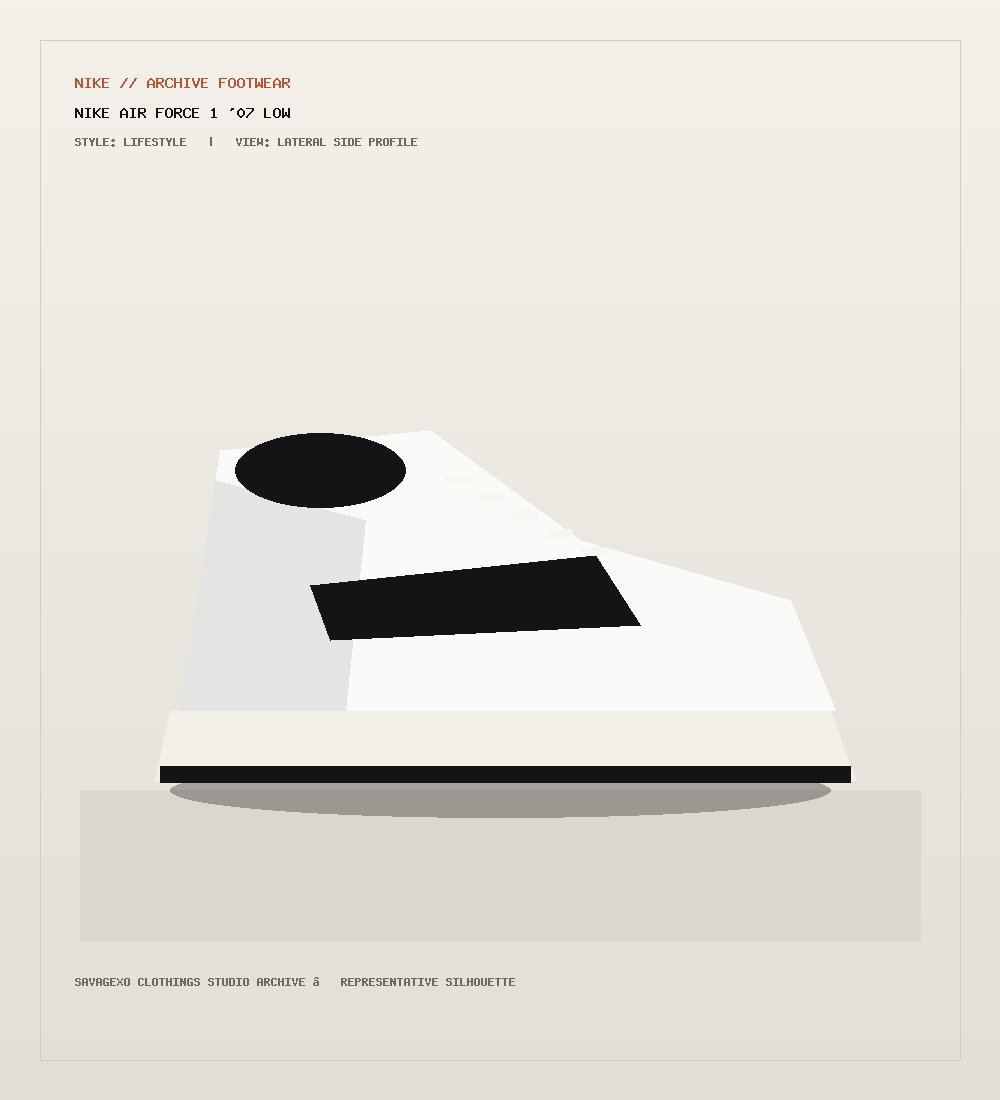 NIKE // ARCHIVE FOOTWEAR
NIKE AIR FORCE 1 ´07 LOW
STYLE: LIFESTYLE | VIEW: LATERAL SIDE PROFILE
SAVAGEXO CLOTHINGS STUDIO ARCHIVE â REPRESENTATIVE SILHOUETTE